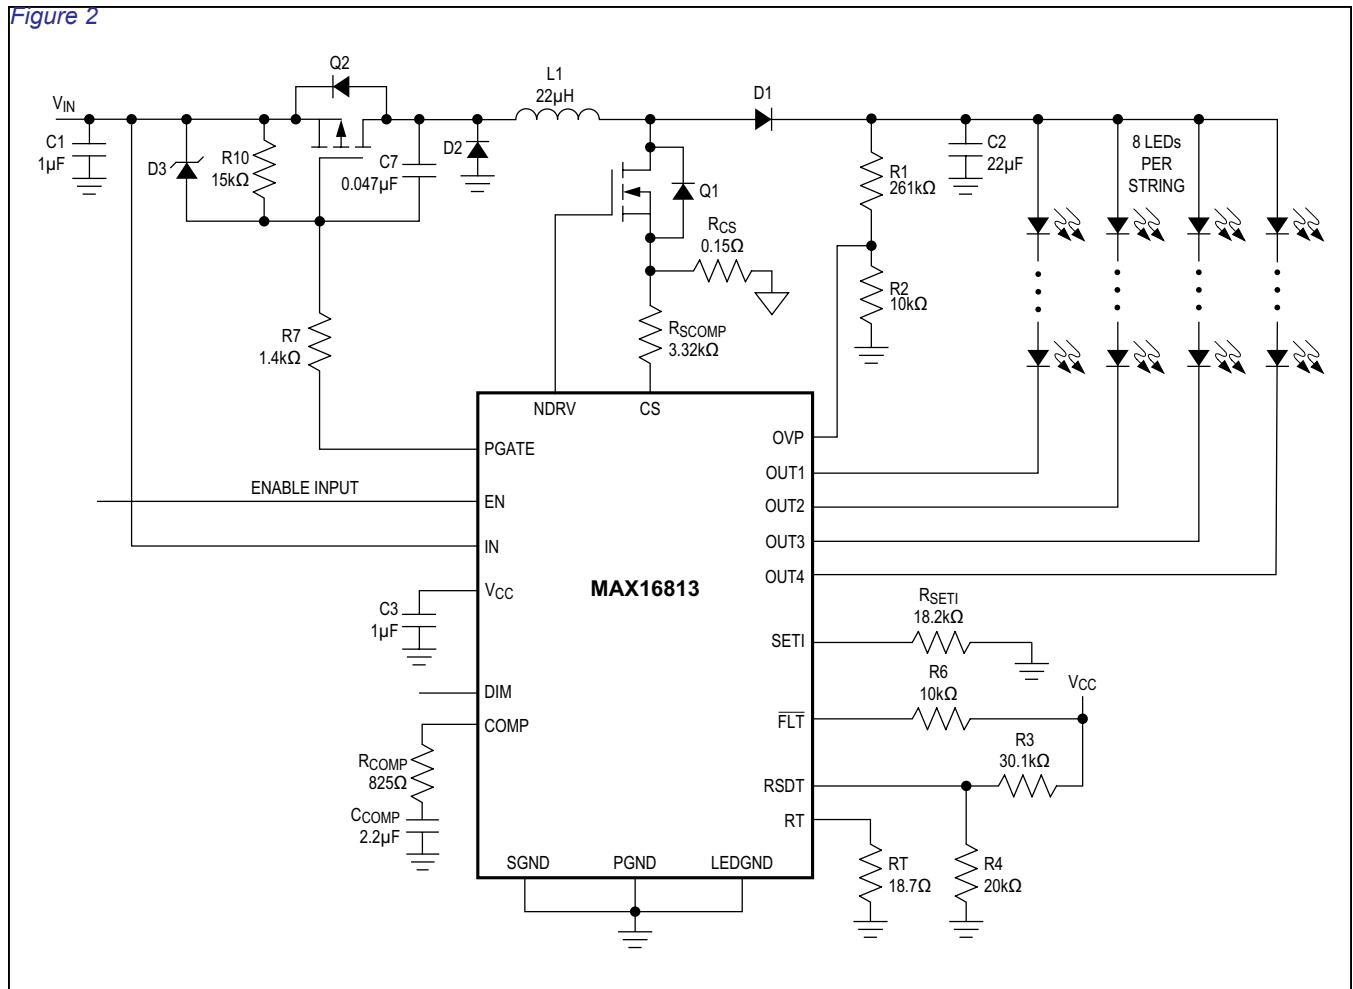 Figure 2
Q2
L1
22µH
D1
VIN
C1
1µF
D3
R10
15kΩ
C7
0.047µF
D2
Q1
RCS
0.15Ω
R1
261kΩ
C2
22µF
8 LEDs
PER
STRING
R2
10kΩ
R7
1.4kΩ
RSCOMP
3.32kΩ
NDRV
CS
OVP
PGATE
OUT1
ENABLE INPUT
EN
OUT2
IN
OUT3
OUT4
VCC
MAX16813
C3
1µF
RSETI
18.2kΩ
SETI
DIM
R6
10kΩ
VCC
COMP
FLT
RCOMP
825Ω
R3
30.1kΩ
RSDT
CCOMP
2.2µF
RT
SGND
PGND
LEDGND
RT
18.7Ω
R4
20kΩ